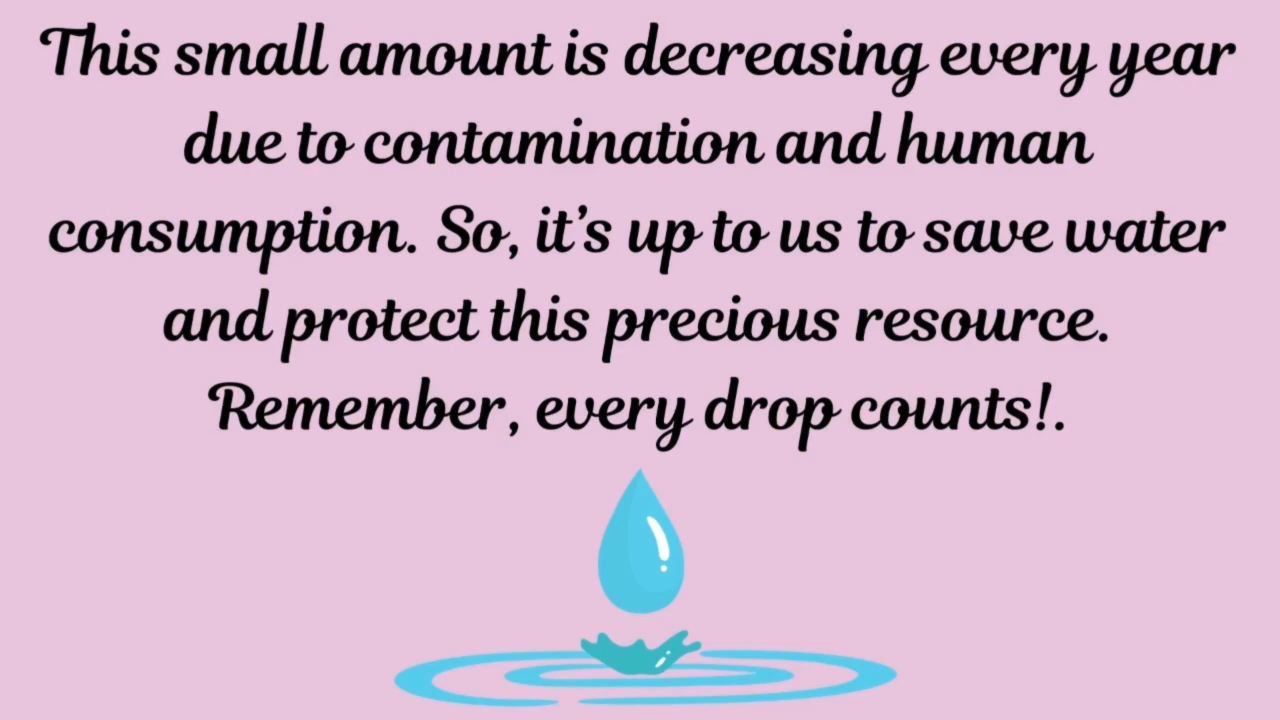 This small amount is decreasing every year
due to contamination and human
consumption. So, it's up to us to save water
and protect this precious resource.
Remember, every drop counts!.